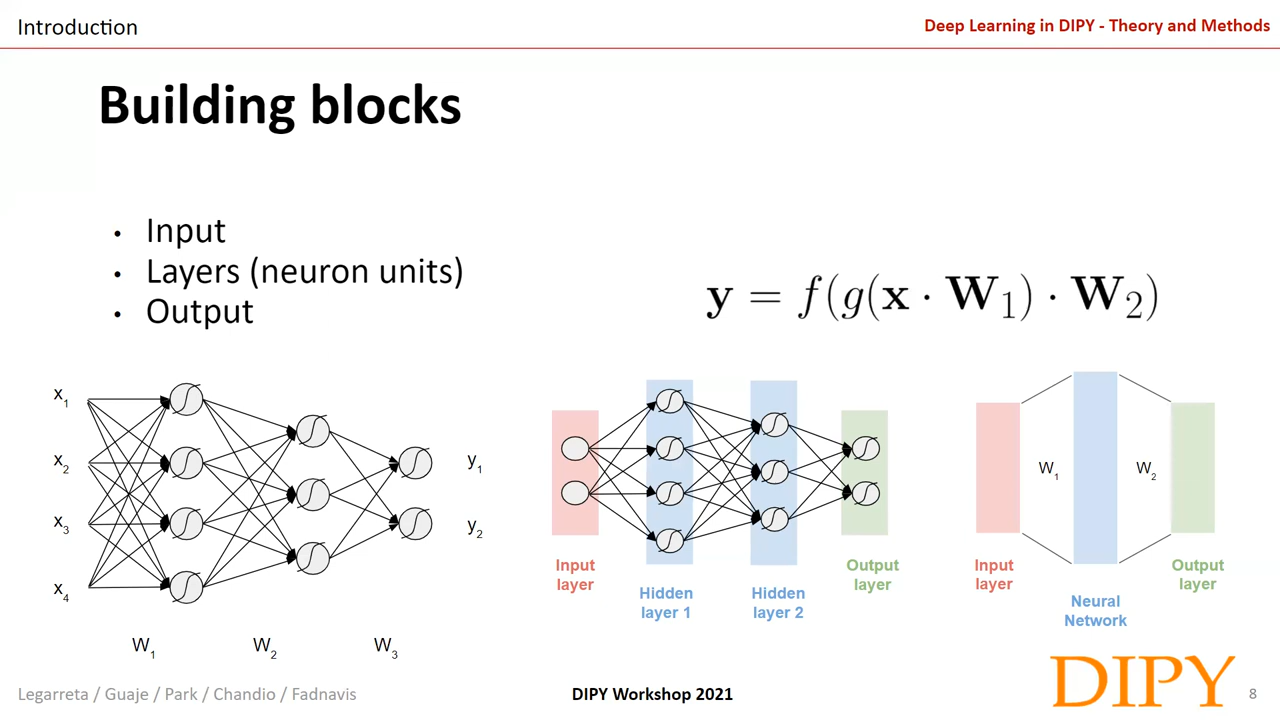 Introduction
Deep Learning in DIPY - Theory and Methods
Building blocks
• Input
• Layers (neuron units)
• Output
y = f(g(x · W₁) · W₂)
x₁
x₂
x₃
x₄
y₁
y₂
W₁ W₂ W₃
Input
layer
Hidden
layer 1
Hidden
layer 2
Output
layer
W₁
W₂
Input
layer
Neural
Network
Output
layer
DIPY
Legarreta / Guaje / Park / Chandio / Fadnavis
DIPY Workshop 2021
8